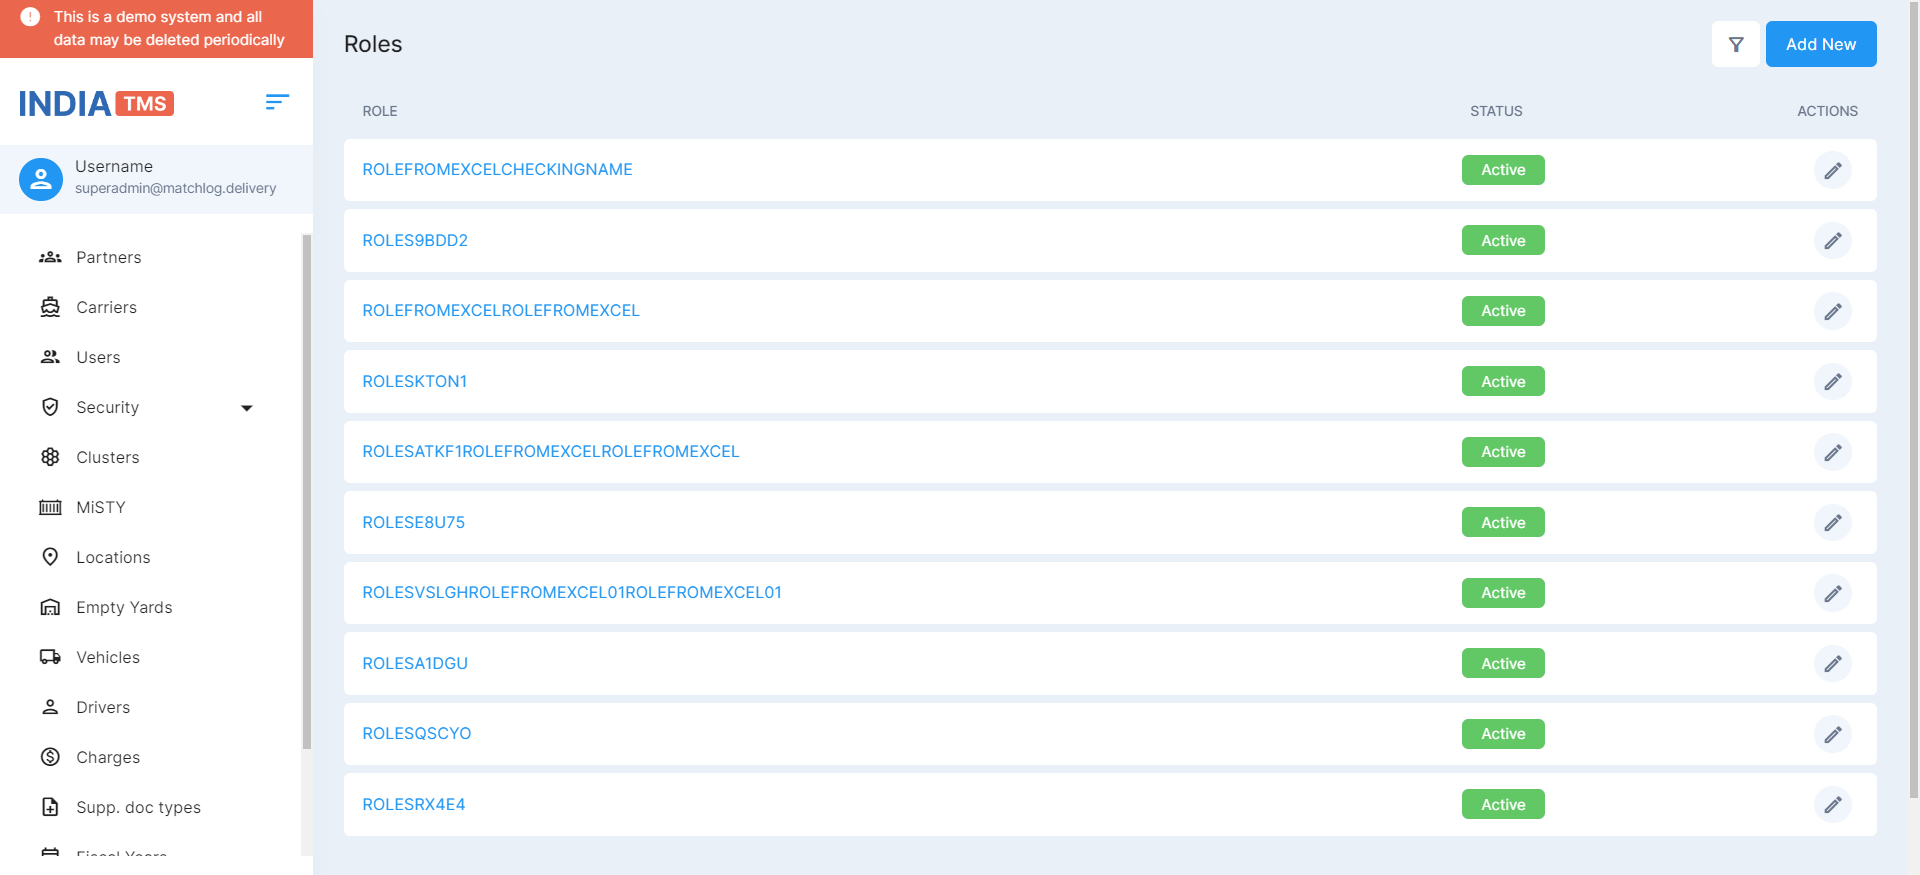 This is a demo system and all
data may be deleted periodically
INDIA TMS
Username
superadmin@matchlog.delivery
Partners
Carriers
Users
Security
Clusters
MiSTY
Locations
Empty Yards
Vehicles
Drivers
Charges
Supp. doc types
Fiscal Years
Roles
Add New
ROLE STATUS ACTIONS
ROLEFROMEXCELCHECKINGNAME Active
ROLES9BDD2 Active
ROLEFROMEXCELROLEFROMEXCEL Active
ROLESKTON1 Active
ROLESATKF1ROLEFROMEXCELROLEFROMEXCEL Active
ROLESE8U75 Active
ROLESVSLGHROLEFROMEXCEL01ROLEFROMEXCEL01 Active
ROLESA1DGU Active
ROLESQSCYO Active
ROLESRX4E4 Active